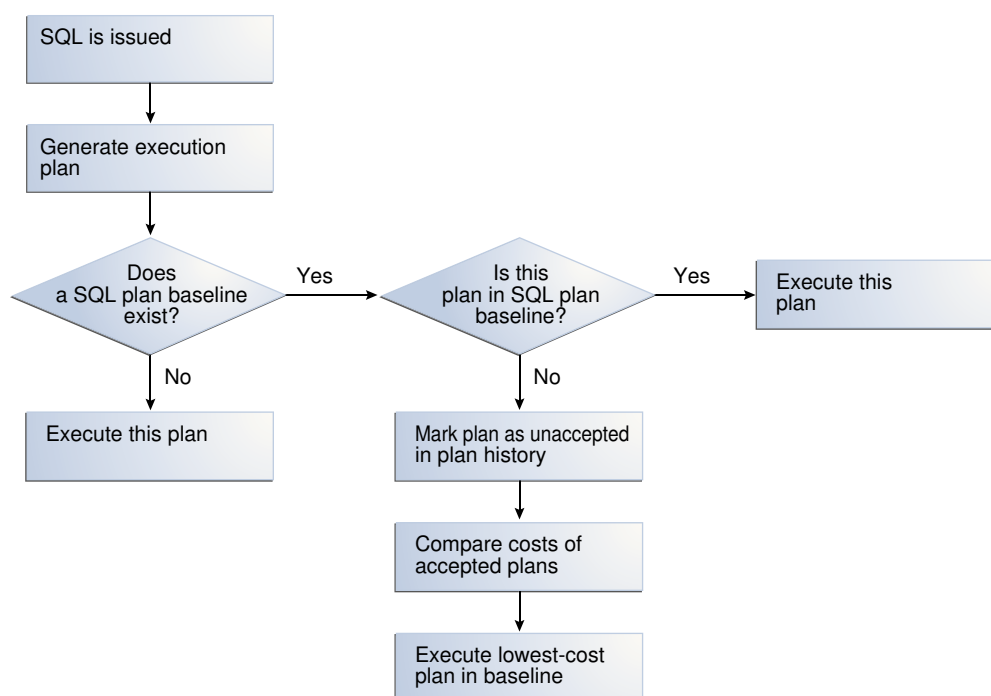 SQL is issued
Generate execution
plan
Does
a SQL plan baseline
exist?
Yes
Is this
plan in SQL plan
baseline?
Yes
Execute this
plan
No
No
Execute this plan
Mark plan as unaccepted
in plan history
Compare costs of
accepted plans
Execute lowest-cost
plan in baseline